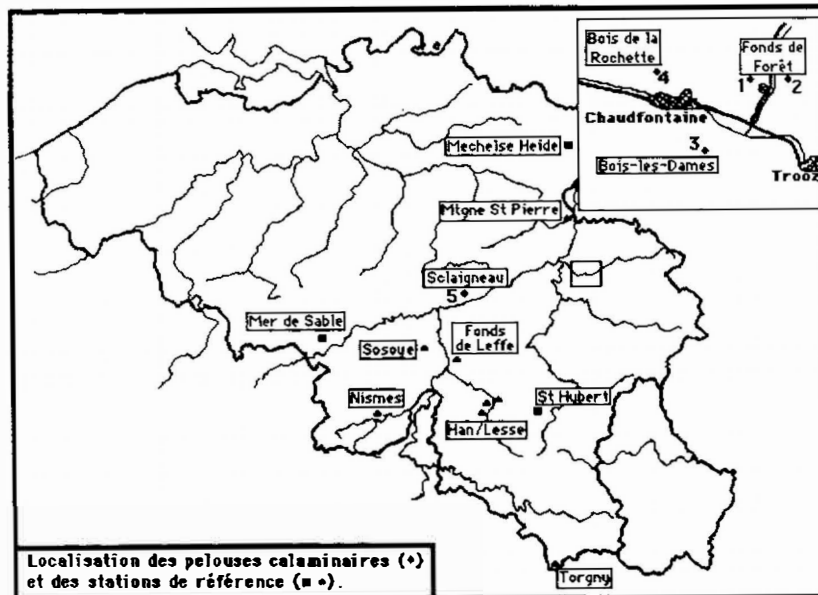 Bois de la
Rochette
4
Fonds de
Forêt
1
2
Chaudfontaine
3
Bois-les-Dames
Trooz
Mechelse Heide
Mtgne St Pierre
Sclaigneau
5
Mer de Sable
Sosoye
Fonds
de Leffe
Nismes
St Hubert
Han/Lesse
Torgny
Localisation des pelouses calaminaires (♦)
et des stations de référence (■ ▲).